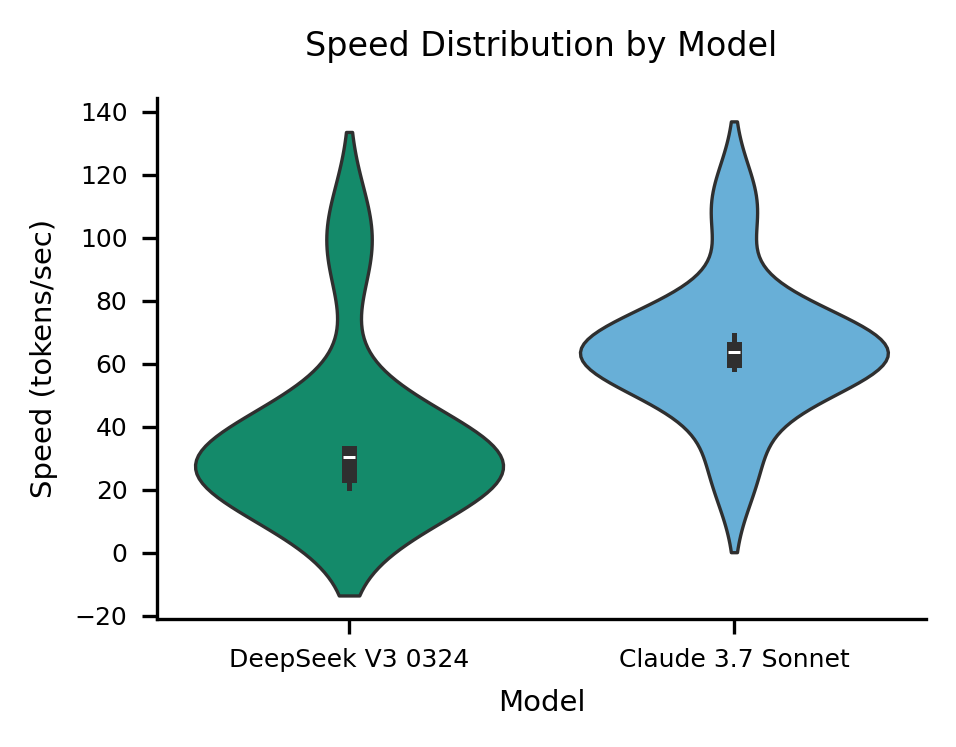 Speed Distribution by Model
Speed (tokens/sec)
140
120
100
80
60
40
20
0
−20
DeepSeek V3 0324
Claude 3.7 Sonnet
Model